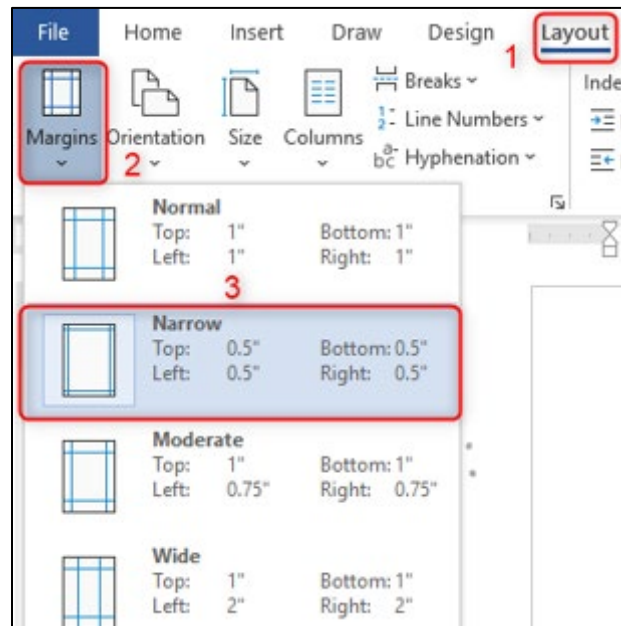 File Home Insert Draw Design Layout
1
Margins Orientation Size Columns
Breaks
Line Numbers
Hyphenation
2
Normal
Top: 1" Bottom: 1"
Left: 1" Right: 1"
3
Narrow
Top: 0.5" Bottom: 0.5"
Left: 0.5" Right: 0.5"
Moderate
Top: 1" Bottom: 1"
Left: 0.75" Right: 0.75"
Wide
Top: 1" Bottom: 1"
Left: 2" Right: 2"